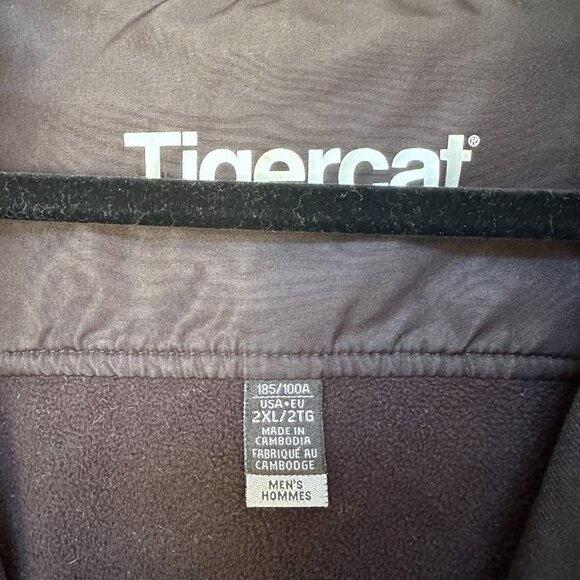 Tigercat®
185/100A
USA•EU
2XL/2TG
MADE IN
CAMBODIA
FABRIQUÉ AU
CAMBODGE
MEN'S
HOMMES